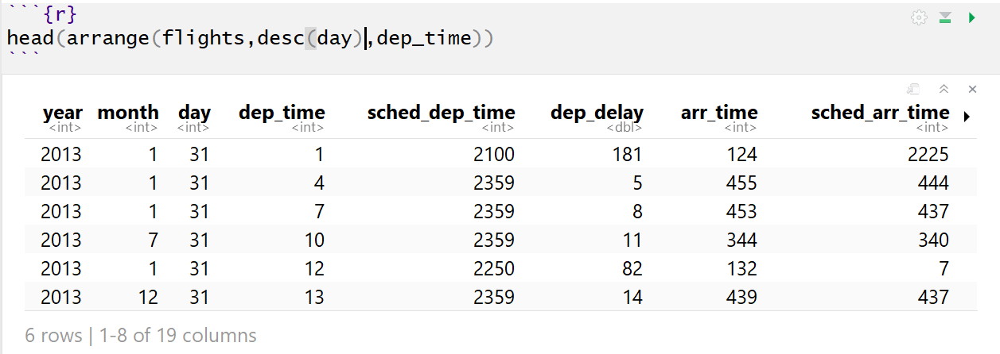 ```{r}
head(arrange(flights,desc(day),dep_time))
```
year month day dep_time sched_dep_time dep_delay arr_time sched_arr_time
<int> <int> <int> <int> <int> <dbl> <int> <int>
2013 1 31 1 2100 181 124 2225
2013 1 31 4 2359 5 455 444
2013 1 31 7 2359 8 453 437
2013 7 31 10 2359 11 344 340
2013 1 31 12 2250 82 132 7
2013 12 31 13 2359 14 439 437
6 rows | 1-8 of 19 columns